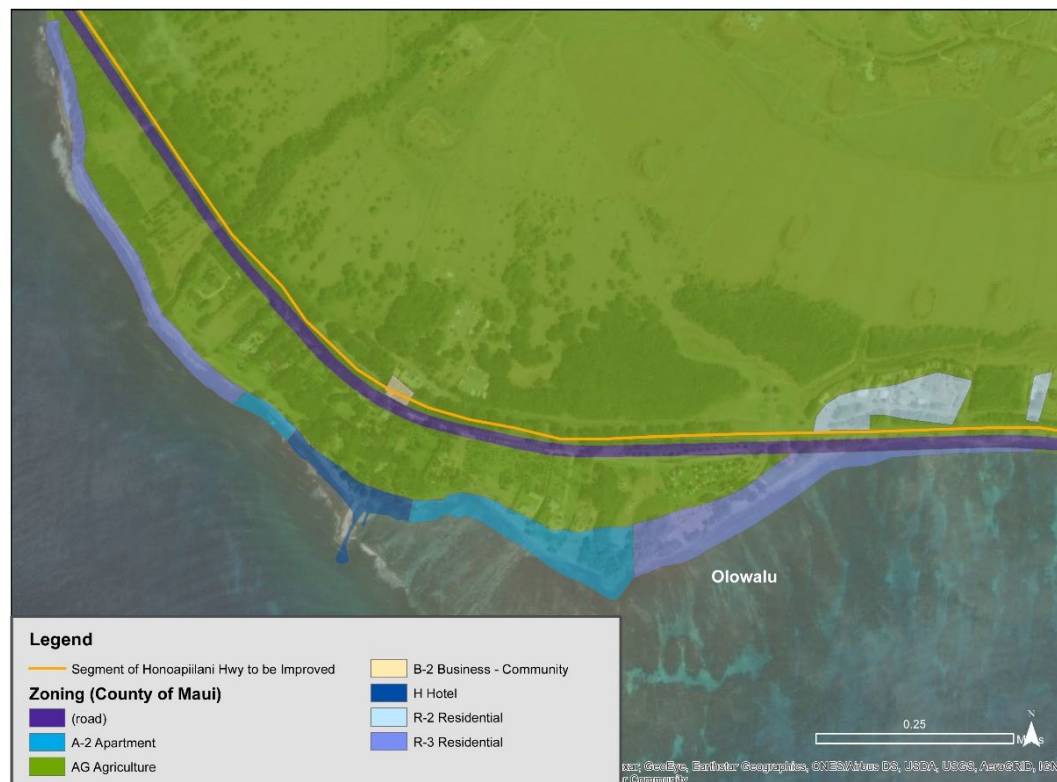 Olowalu
Legend
Segment of Honoapiilani Hwy to be Improved
Zoning (County of Maui)
(road)
A-2 Apartment
AG Agriculture
B-2 Business - Community
H Hotel
R-2 Residential
R-3 Residential
0.25
N
GeoEye, Earthstar Geographics, CNES/Airbus DS, USDA, USGS, AeroGRID, IGN
Community